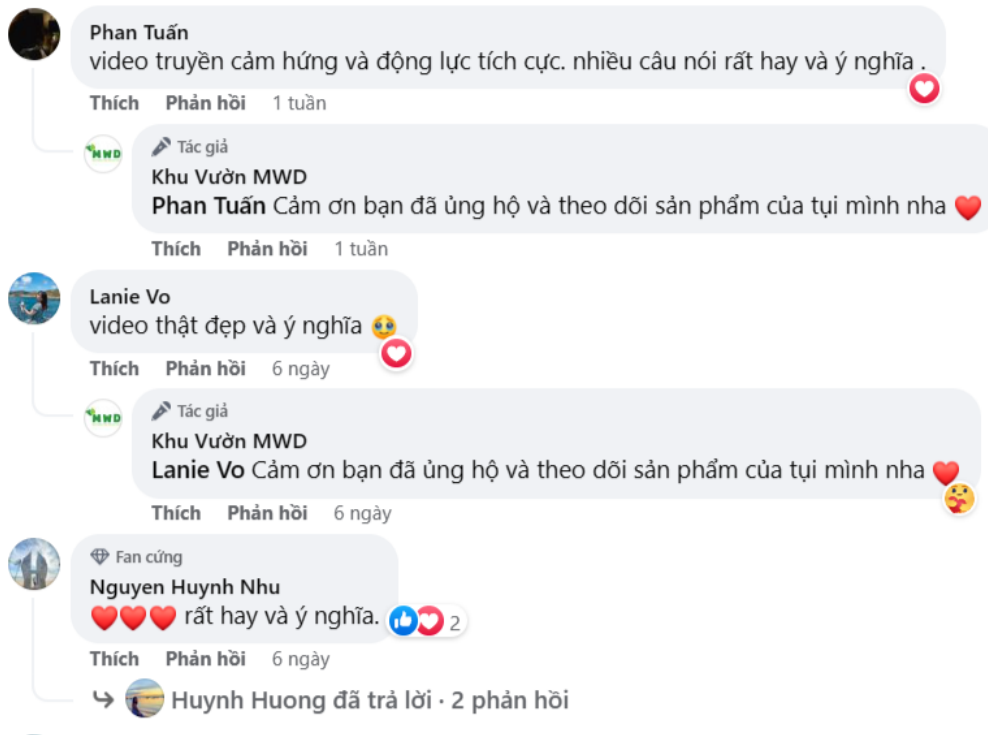 Phan Tuấn
video truyền cảm hứng và động lực tích cực. nhiều câu nói rất hay và ý nghĩa .
Thích Phản hồi 1 tuần
MWD
Tác giả
Khu Vườn MWD
Phan Tuấn Cảm ơn bạn đã ủng hộ và theo dõi sản phẩm của tụi mình nha ❤️
Thích Phản hồi 1 tuần
Lanie Vo
video thật đẹp và ý nghĩa 🥹
Thích Phản hồi 6 ngày
MWD
Tác giả
Khu Vườn MWD
Lanie Vo Cảm ơn bạn đã ủng hộ và theo dõi sản phẩm của tụi mình nha ❤️
Thích Phản hồi 6 ngày
Fan cứng
Nguyen Huynh Nhu
❤️❤️❤️ rất hay và ý nghĩa. 2
Thích Phản hồi 6 ngày
Huynh Huong đã trả lời · 2 phản hồi